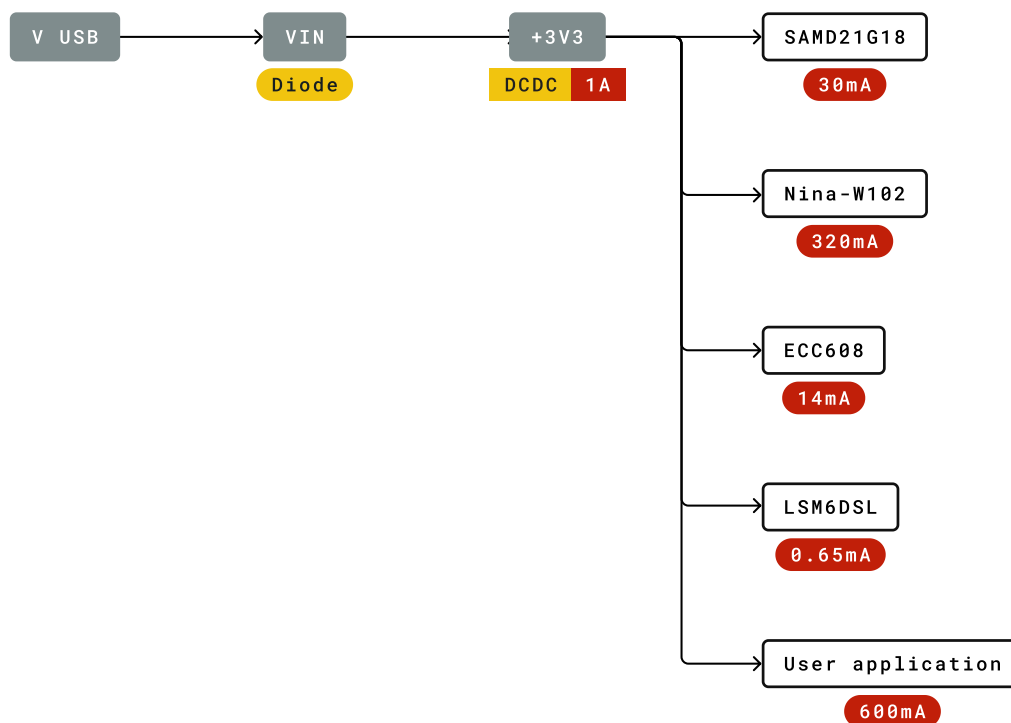 V USB
VIN
+3V3
SAMD21G18
Diode
DCDC
1A
30mA
Nina-W102
320mA
ECC608
14mA
LSM6DSL
0.65mA
User application
600mA